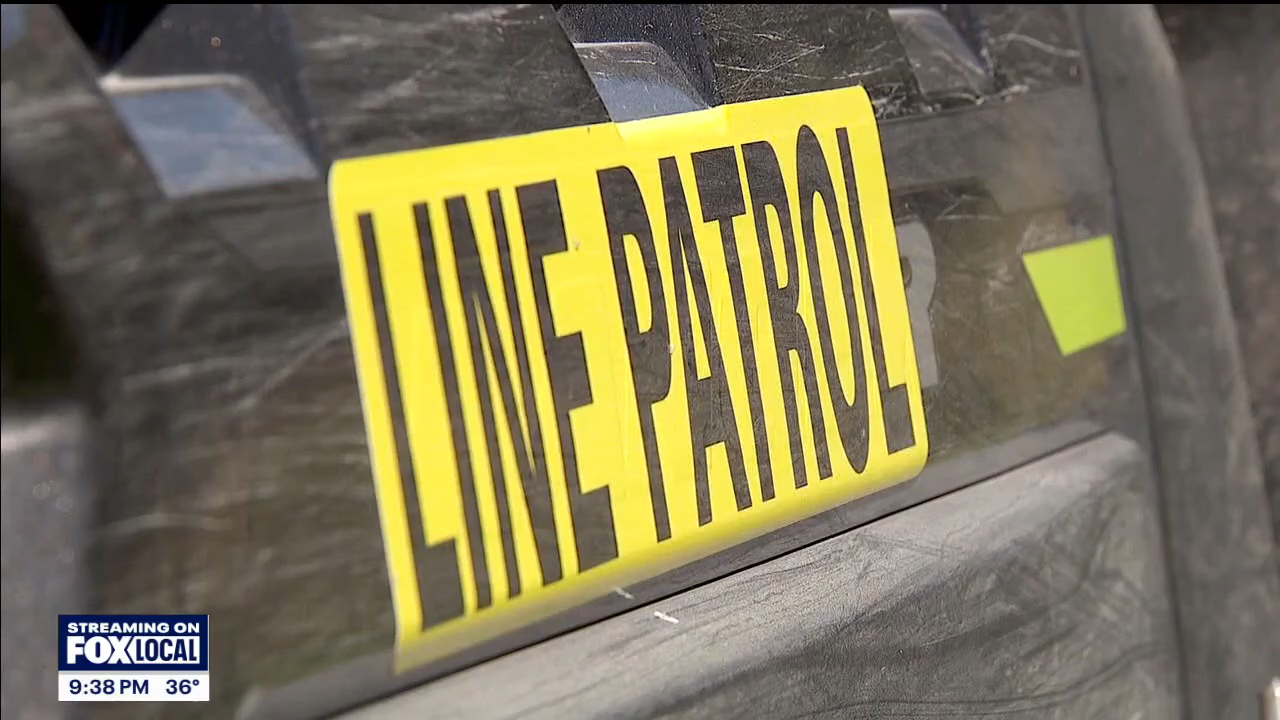 LINE PATROL
STREAMING ON
FOX LOCAL
9:38 PM 36°